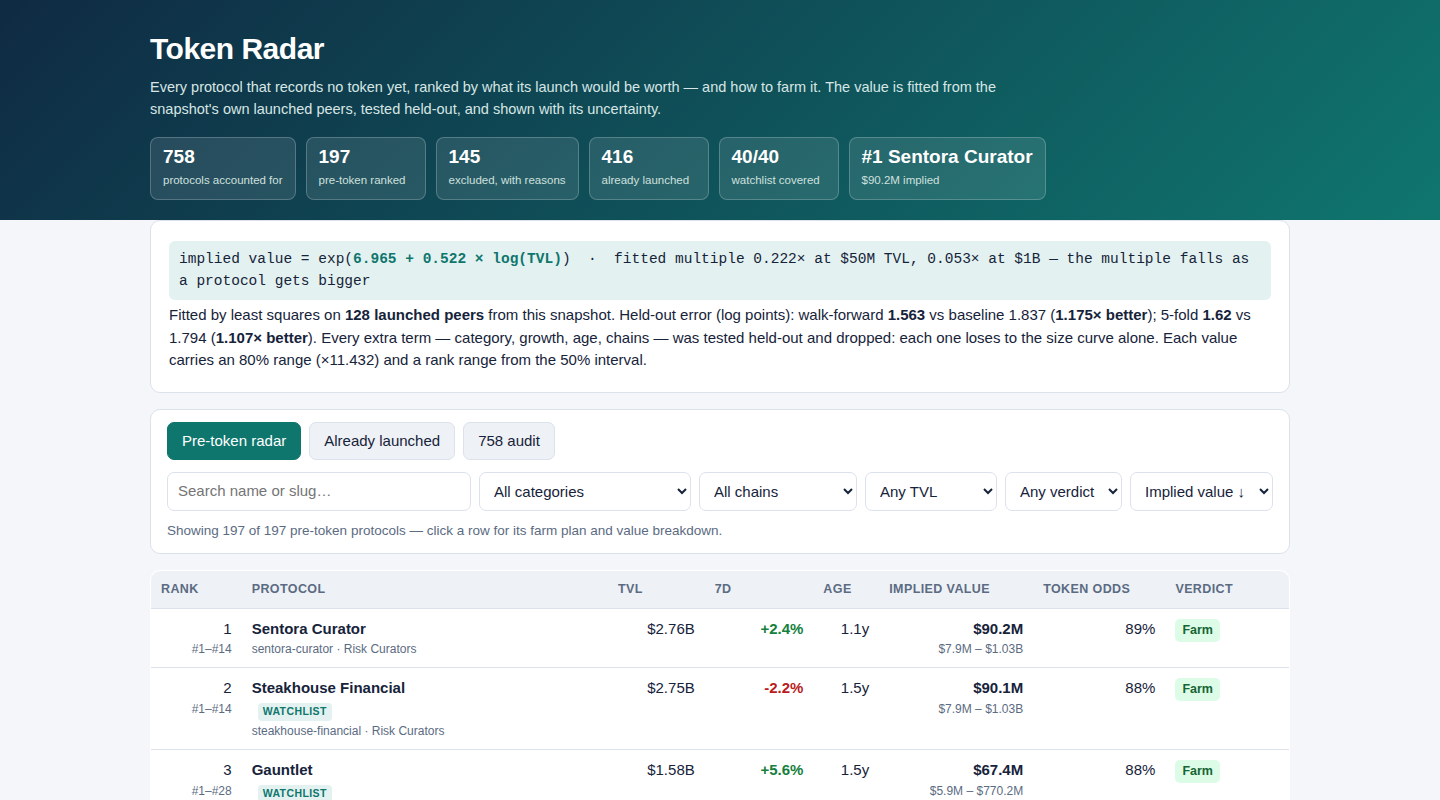 Token Radar
Every protocol that records no token yet, ranked by what its launch would be worth — and how to farm it. The value is fitted from the
snapshot's own launched peers, tested held-out, and shown with its uncertainty.
758
protocols accounted for
197
pre-token ranked
145
excluded, with reasons
416
already launched
40/40
watchlist covered
#1 Sentora Curator
$90.2M implied
implied value = exp(6.965 + 0.522 × log(TVL)) · fitted multiple 0.222× at $50M TVL, 0.053× at $1B — the multiple falls as
a protocol gets bigger
Fitted by least squares on 128 launched peers from this snapshot. Held-out error (log points): walk-forward 1.563 vs baseline 1.837 (1.175× better); 5-fold 1.62 vs
1.794 (1.107× better). Every extra term — category, growth, age, chains — was tested held-out and dropped: each one loses to the size curve alone. Each value
carries an 80% range (×11.432) and a rank range from the 50% interval.
Pre-token radar Already launched 758 audit
Search name or slug… All categories All chains Any TVL Any verdict Implied value ↓
Showing 197 of 197 pre-token protocols — click a row for its farm plan and value breakdown.
RANK PROTOCOL TVL 7D AGE IMPLIED VALUE TOKEN ODDS VERDICT
1 Sentora Curator $2.76B +2.4% 1.1y $90.2M 89% Farm
#1–#14 sentora-curator · Risk Curators $7.9M – $1.03B
2 Steakhouse Financial $2.75B -2.2% 1.5y $90.1M 88% Farm
#1–#14 WATCHLIST $7.9M – $1.03B
steakhouse-financial · Risk Curators
3 Gauntlet $1.58B +5.6% 1.5y $67.4M 88% Farm
#1–#28 WATCHLIST $5.9M – $770.2M